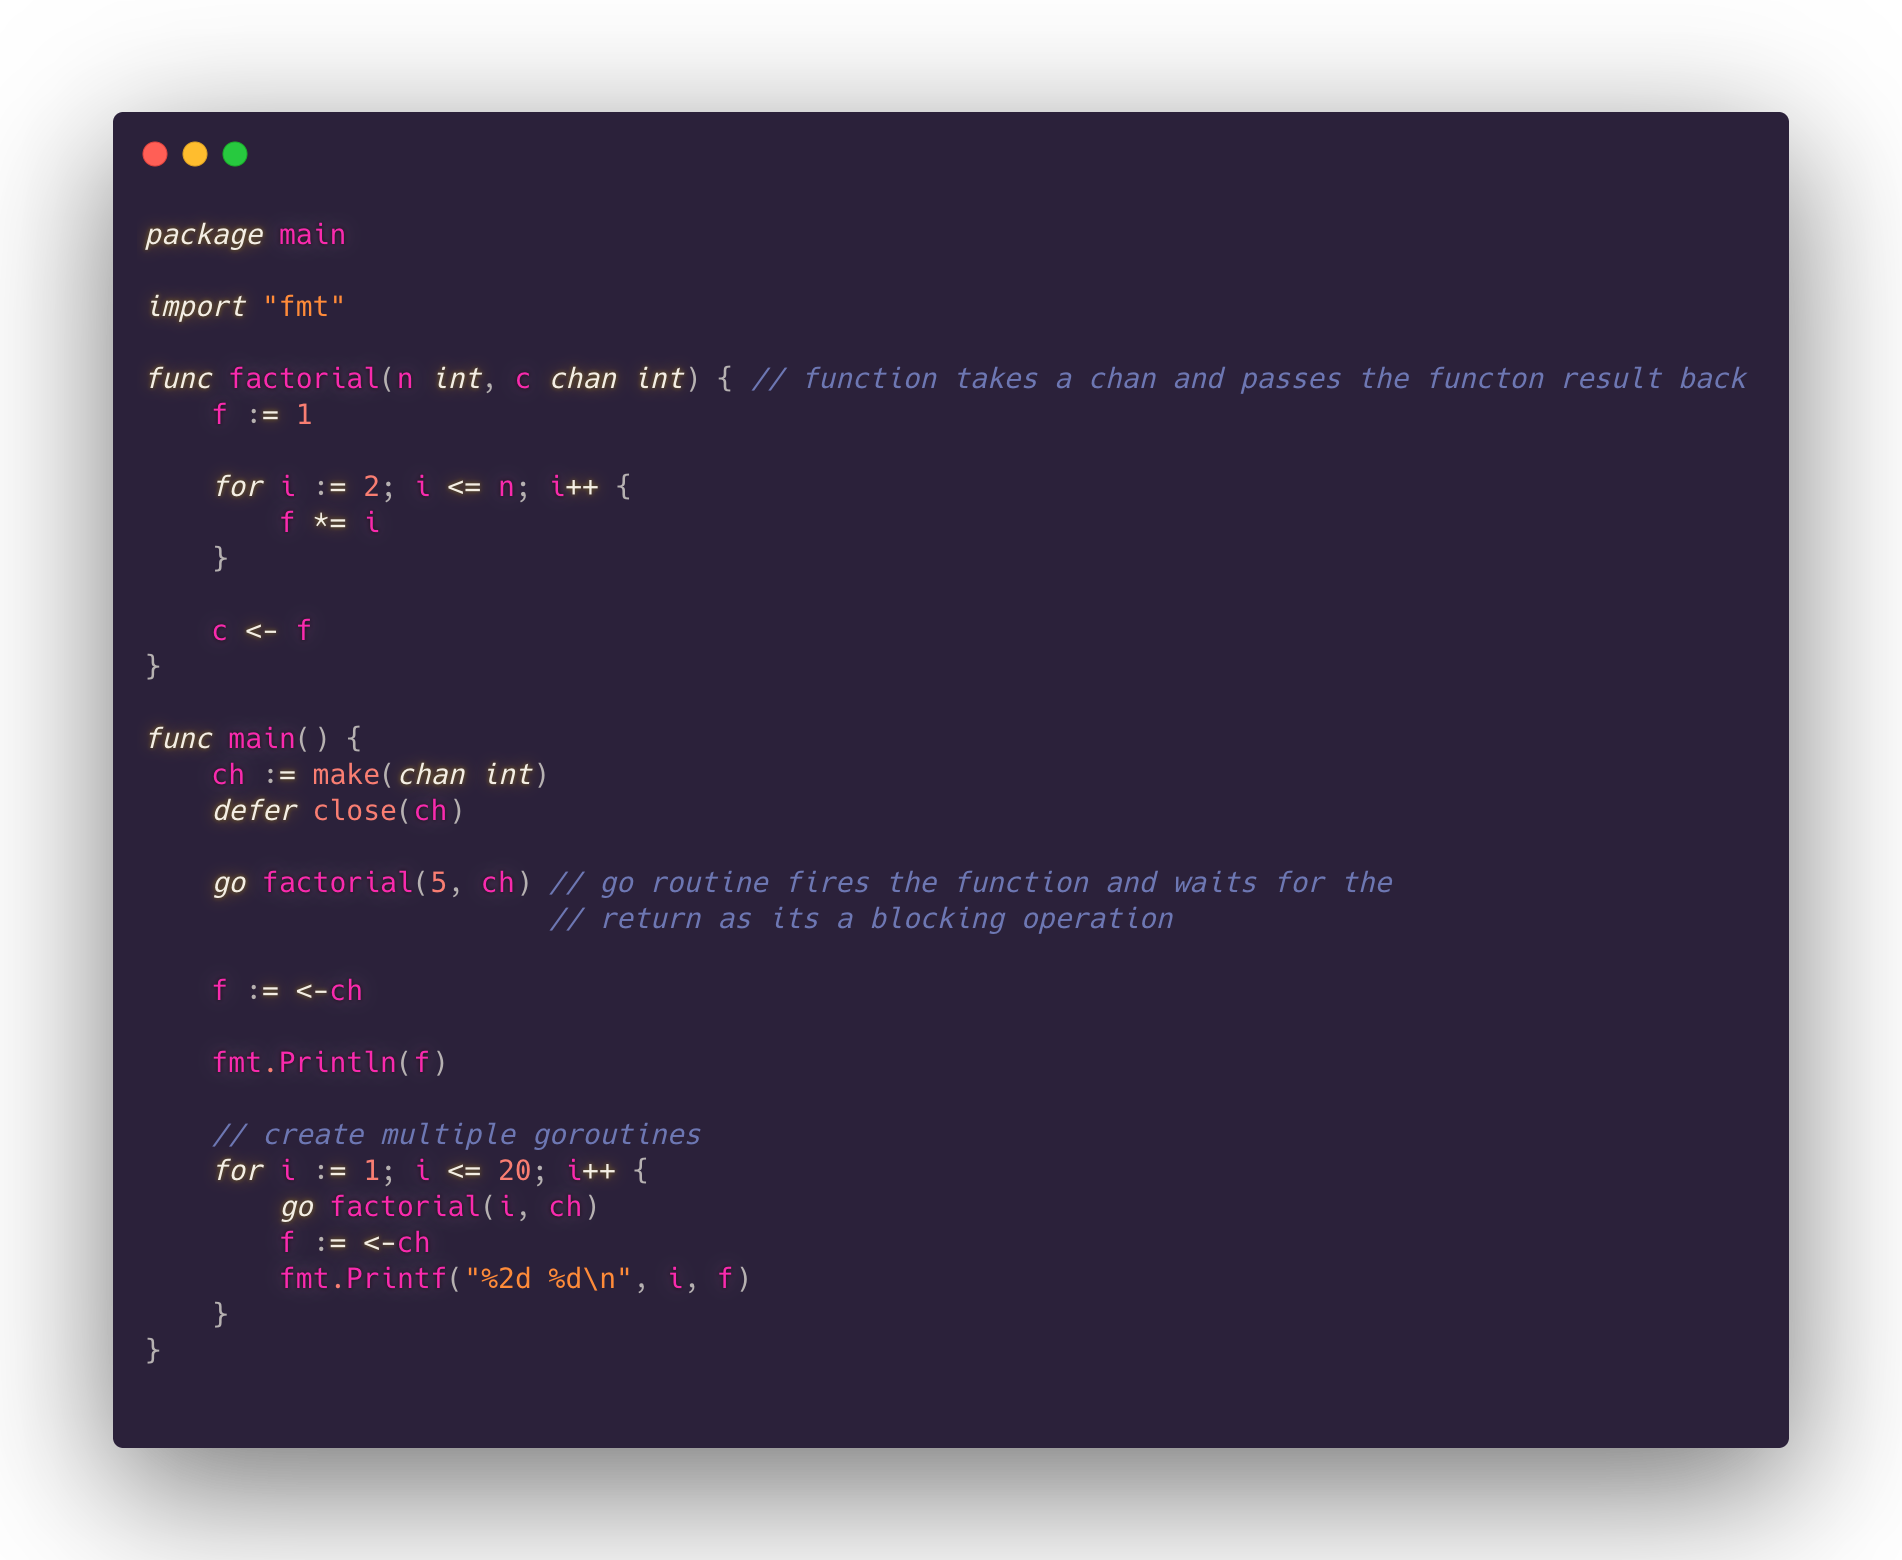 package main
import "fmt"
func factorial(n int, c chan int) { // function takes a chan and passes the functon result back
    f := 1
    for i := 2; i <= n; i++ {
        f *= i
    }
    c <- f
}
func main() {
    ch := make(chan int)
    defer close(ch)
    go factorial(5, ch) // go routine fires the function and waits for the
                        // return as its a blocking operation
    f := <-ch
    fmt.Println(f)
    // create multiple goroutines
    for i := 1; i <= 20; i++ {
        go factorial(i, ch)
        f := <-ch
        fmt.Printf("%2d %d\n", i, f)
    }
}